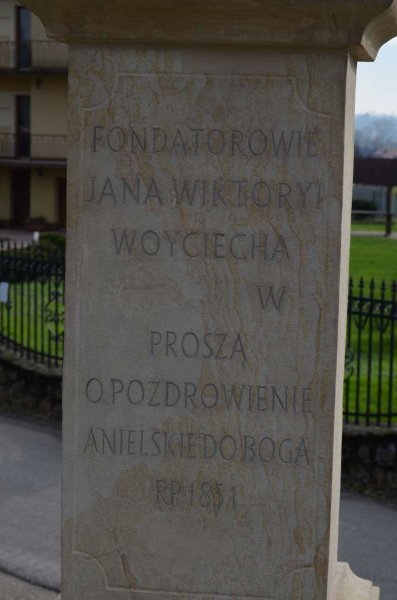 FONDATOROWIE
JANA WIKTORYI
WOYCIECHA
W
PROSZĄ
O POZDROWIENIE
ANIELSKIE DO BOGA
RP 1851